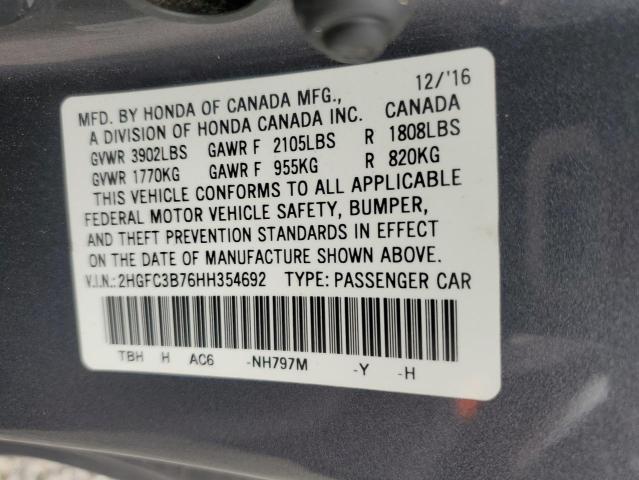 12/'16
MFD. BY HONDA OF CANADA MFG., CANADA
A DIVISION OF HONDA CANADA INC.
GVWR 3902LBS GAWR F 2105LBS R 1808LBS
GVWR 1770KG GAWR F 955KG R 820KG
THIS VEHICLE CONFORMS TO ALL APPLICABLE
FEDERAL MOTOR VEHICLE SAFETY, BUMPER,
AND THEFT PREVENTION STANDARDS IN EFFECT
ON THE DATE OF MANUFACTURE SHOWN ABOVE.
V.I.N.: 2HGFC3B76HH354692 TYPE: PASSENGER CAR
TBH H AC6 -NH797M -Y -H